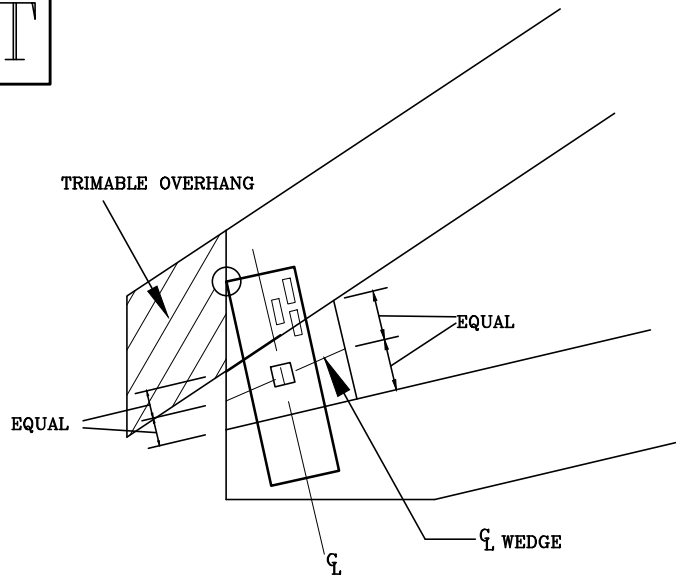 T
TRIMABLE OVERHANG
EQUAL
EQUAL
℄ WEDGE
℄